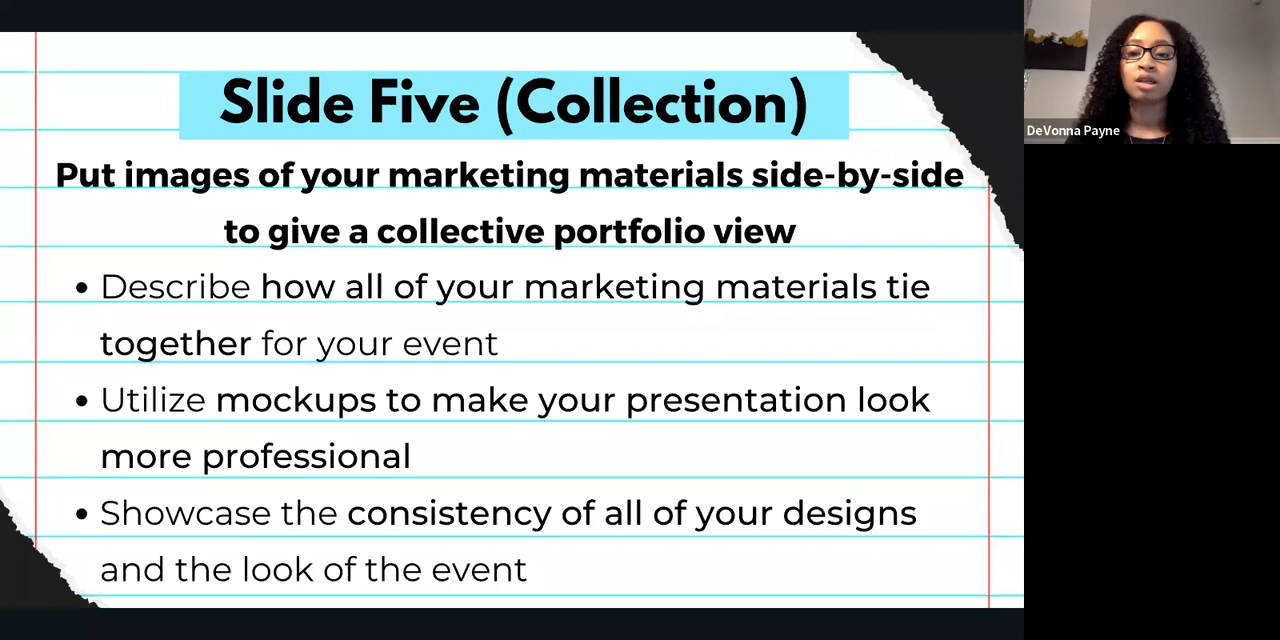 Slide Five (Collection)
Put images of your marketing materials side-by-side
to give a collective portfolio view
• Describe how all of your marketing materials tie
together for your event
• Utilize mockups to make your presentation look
more professional
• Showcase the consistency of all of your designs
and the look of the event
DeVonna Payne